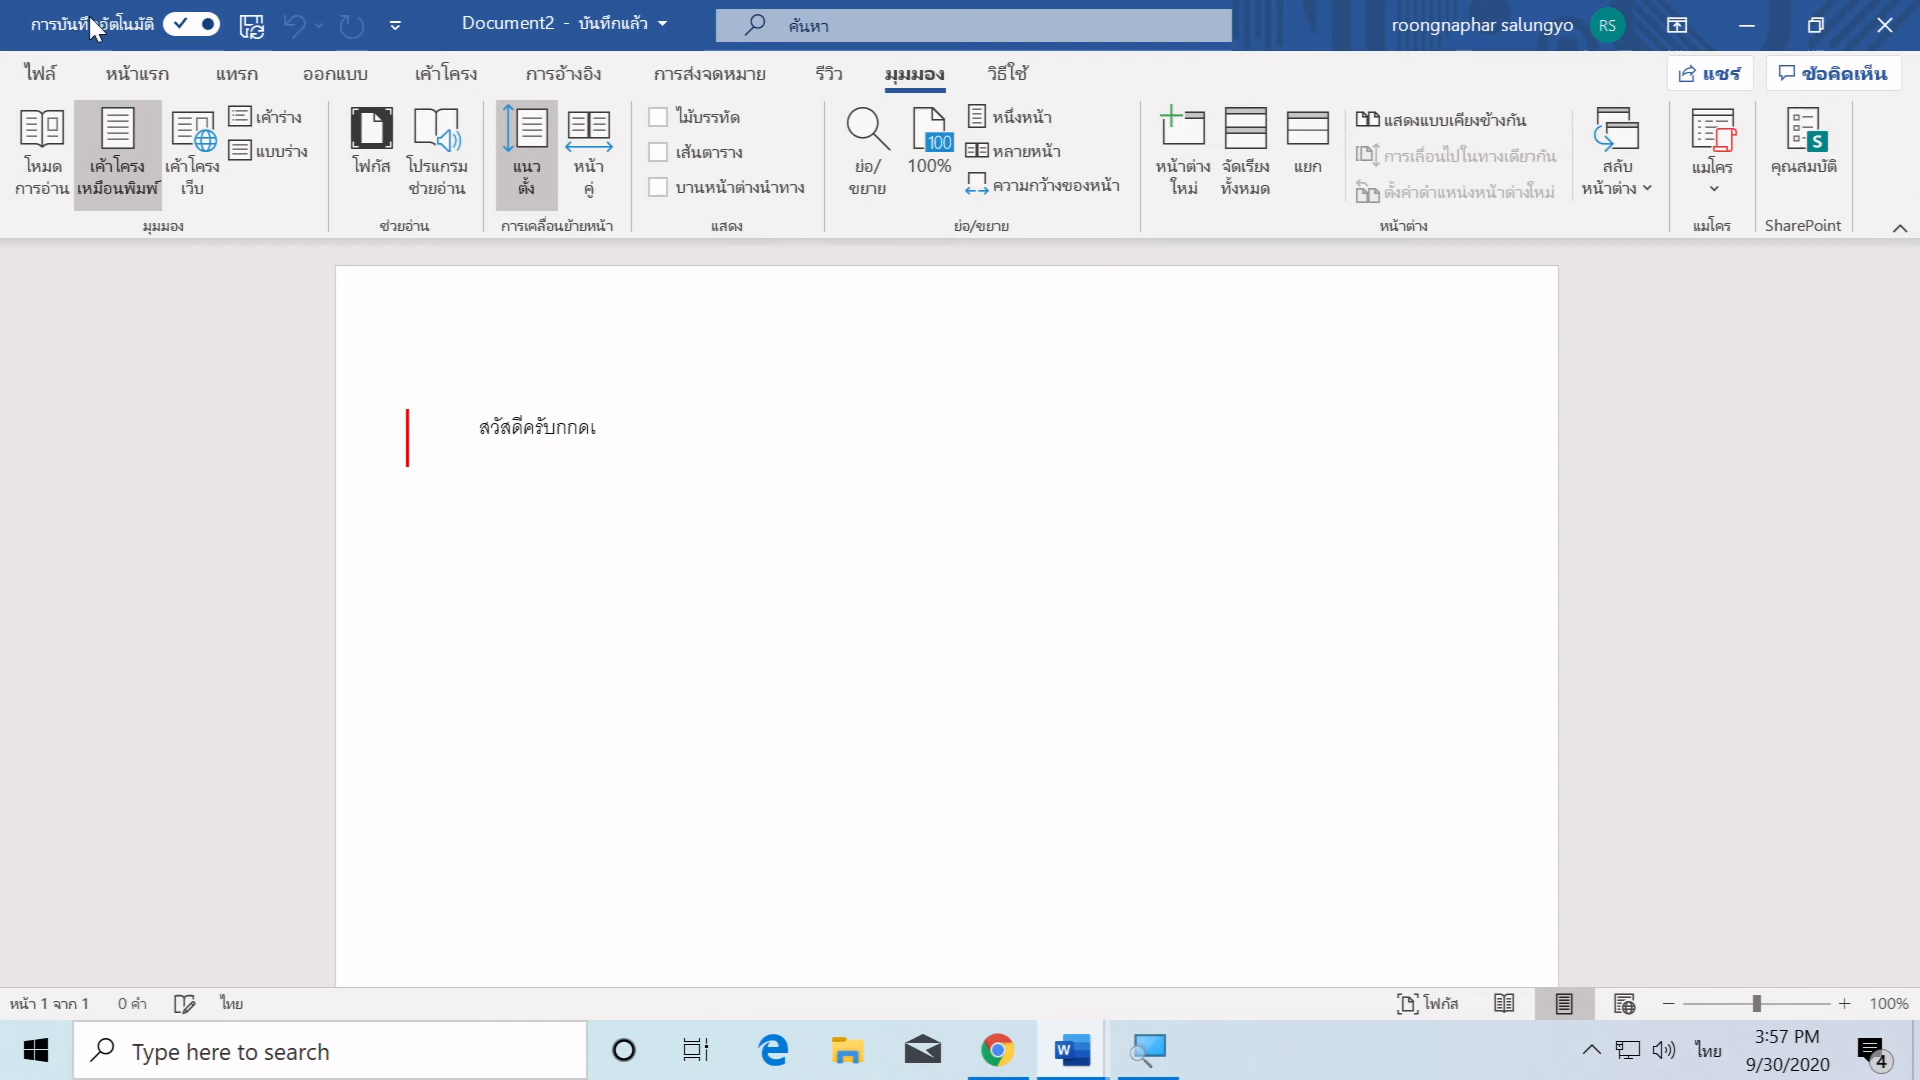 การบันทึกอัตโนมัติ
Document2 - บันทึกแล้ว
ค้นหา
roongnaphar salungyo
RS
ไฟล์
หน้าแรก
แทรก
ออกแบบ
เค้าโครง
การอ้างอิง
การส่งจดหมาย
รีวิว
มุมมอง
วิธีใช้
แชร์
ข้อคิดเห็น
โหมด
การอ่าน
เค้าโครง
เหมือนพิมพ์
เค้าโครง
เว็บ
เค้าร่าง
แบบร่าง
มุมมอง
โฟกัส
โปรแกรม
ช่วยอ่าน
ช่วยอ่าน
แนว
ตั้ง
หน้า
คู่
การเคลื่อนย้ายหน้า
ไม้บรรทัด
เส้นตาราง
บานหน้าต่างนำทาง
แสดง
ย่อ/
ขยาย
100
100%
หนึ่งหน้า
หลายหน้า
ความกว้างของหน้า
ย่อ/ขยาย
หน้าต่าง
ใหม่
จัดเรียง
ทั้งหมด
แยก
แสดงแบบเคียงข้างกัน
การเลื่อนไปในทางเดียวกัน
ตั้งค่าตำแหน่งหน้าต่างใหม่
สลับ
หน้าต่าง
หน้าต่าง
แมโคร
แมโคร
S
คุณสมบัติ
SharePoint
สวัสดีครับกกดเ
หน้า 1 จาก 1
0 คำ
ไทย
โฟกัส
100%
Type here to search
W
ไทย
3:57 PM
9/30/2020
4